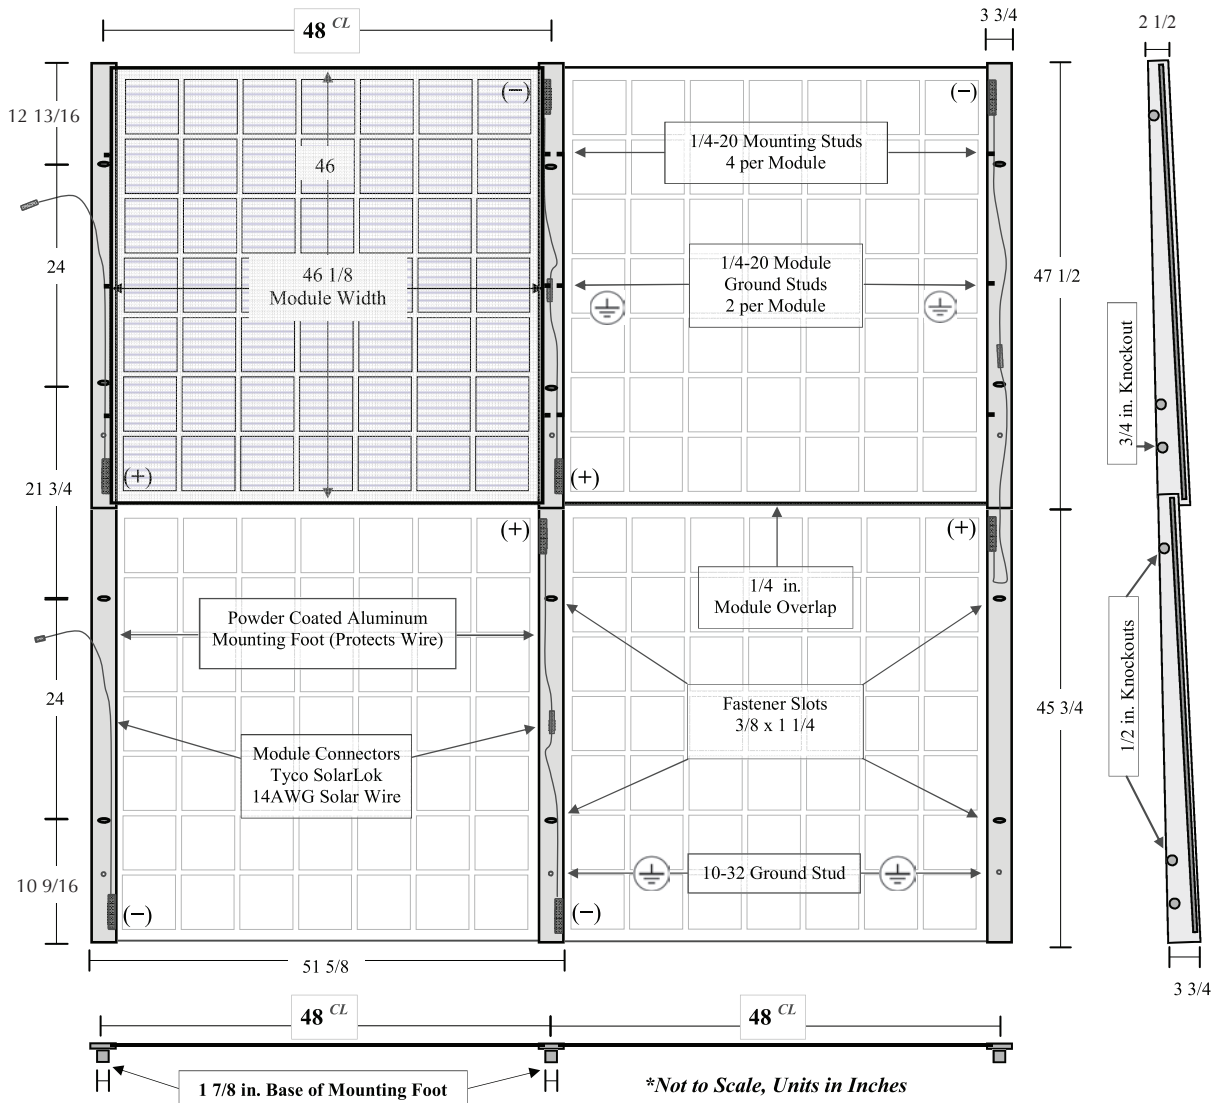 48 CL
3 3/4
2 1/2
12 13/16
(−)
(−)
1/4-20 Mounting Studs
4 per Module
46
24
46 1/8
Module Width
1/4-20 Module
Ground Studs
2 per Module
47 1/2
3/4 in. Knockout
(+)
(+)
21 3/4
(+)
(+)
1/4 in.
Module Overlap
Powder Coated Aluminum
Mounting Foot (Protects Wire)
1/2 in. Knockouts
24
Fastener Slots
3/8 x 1 1/4
45 3/4
Module Connectors
Tyco SolarLok
14AWG Solar Wire
10 9/16
10-32 Ground Stud
(−)
(−)
51 5/8
3 3/4
48 CL
48 CL
1 7/8 in. Base of Mounting Foot
*Not to Scale, Units in Inches